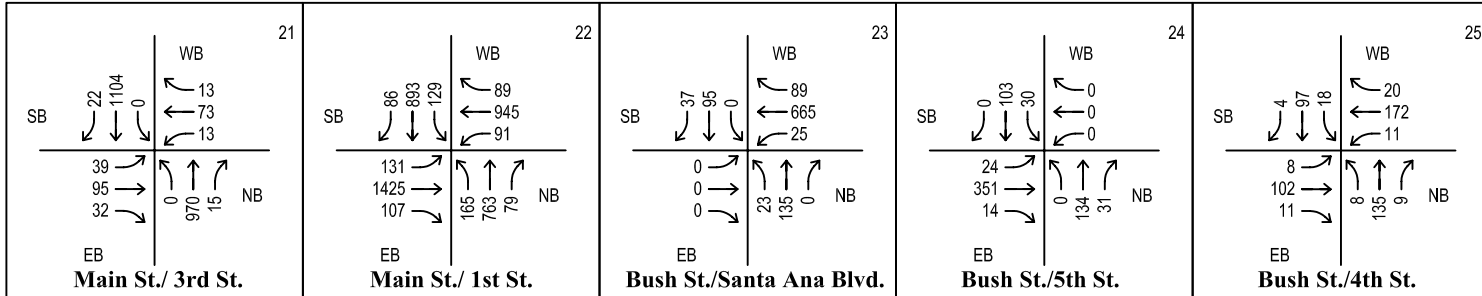 21
WB
SB
22 1104 0
13
73
13
39
95
32
0 970 15
NB
EB
Main St./ 3rd St.
22
WB
SB
86 893 129
89
945
91
131
1425
107
165 763 79
NB
EB
Main St./ 1st St.
23
WB
SB
37 95 0
89
665
25
0
0
0
23 135 0
NB
EB
Bush St./Santa Ana Blvd.
24
WB
SB
0 103 30
0
0
0
24
351
14
0 134 31
NB
EB
Bush St./5th St.
25
WB
SB
4 97 18
20
172
11
8
102
11
8 135 9
NB
EB
Bush St./4th St.